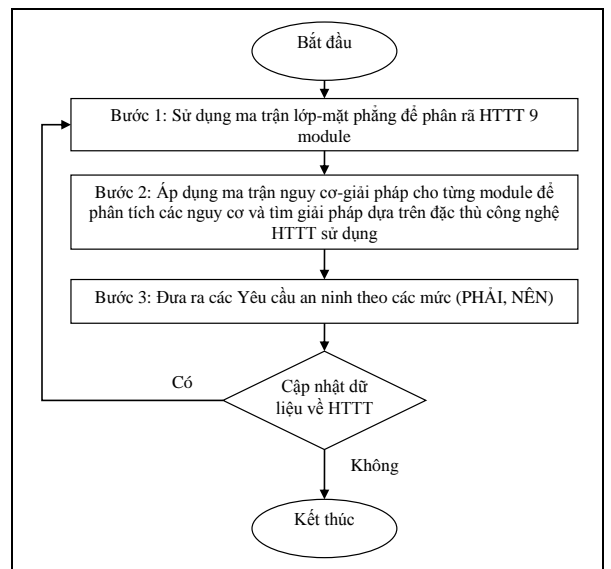 Bắt đầu
Bước 1: Sử dụng ma trận lớp-mặt phẳng để phân rã HTTT 9
module
Bước 2: Áp dụng ma trận nguy cơ-giải pháp cho từng module để
phân tích các nguy cơ và tìm giải pháp dựa trên đặc thù công nghệ
HTTT sử dụng
Bước 3: Đưa ra các Yêu cầu an ninh theo các mức (PHẢI, NÊN)
Có
Cập nhật dữ
liệu về HTTT
Không
Kết thúc